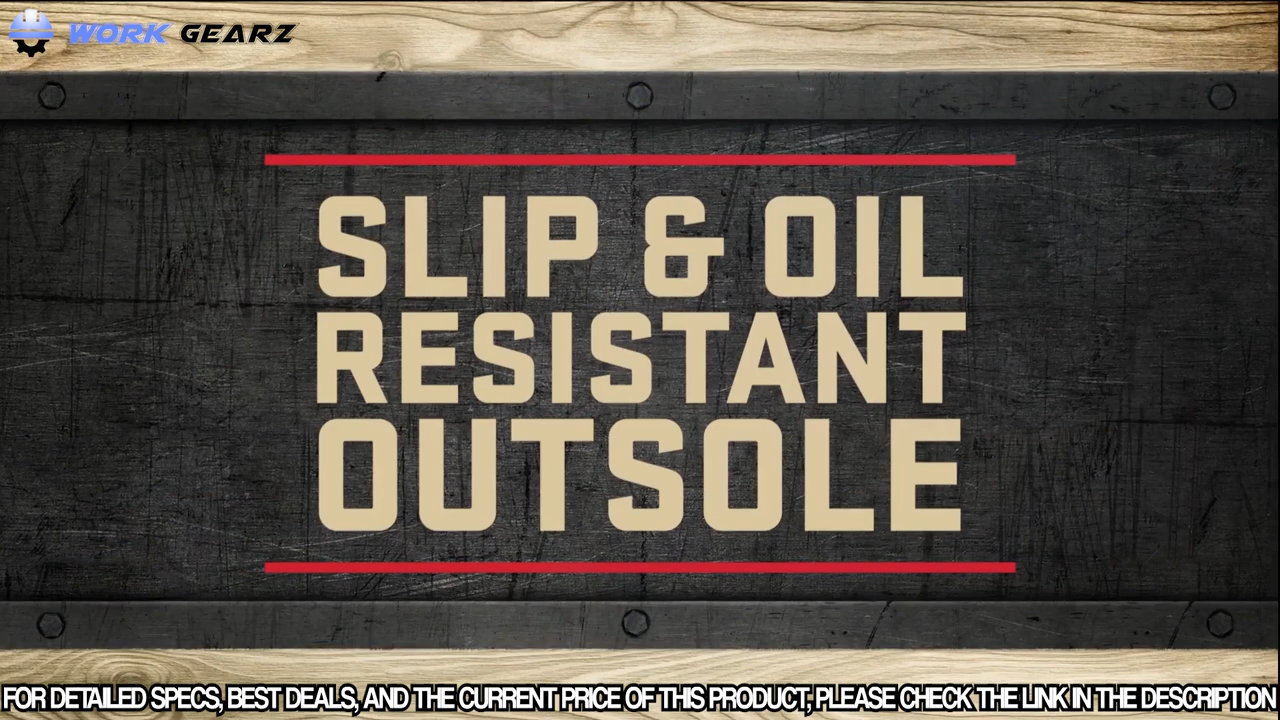 WORK GEARZ
SLIP & OIL
RESISTANT
OUTSOLE
FOR DETAILED SPECS, BEST DEALS, AND THE CURRENT PRICE OF THIS PRODUCT, PLEASE CHECK THE LINK IN THE DESCRIPTION